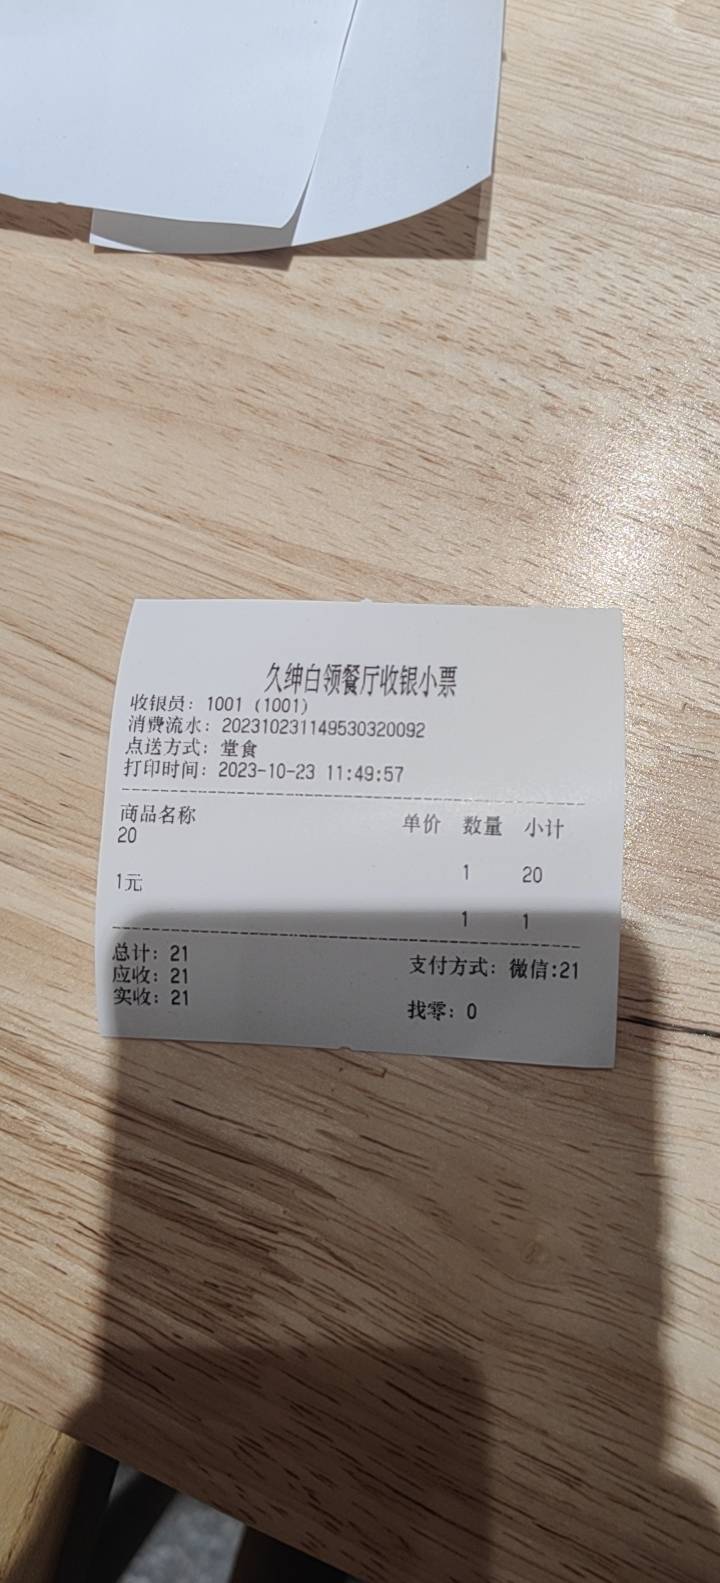 久绅白领餐厅收银小票
收银员: 1001 (1001)
消费流水: 202310231149530320092
点送方式: 堂食
打印时间: 2023-10-23 11:49:57
商品名称 单价 数量 小计
20
1 20
1元
1 1
总计: 21 支付方式: 微信:21
应收: 21
实收: 21 找零: 0